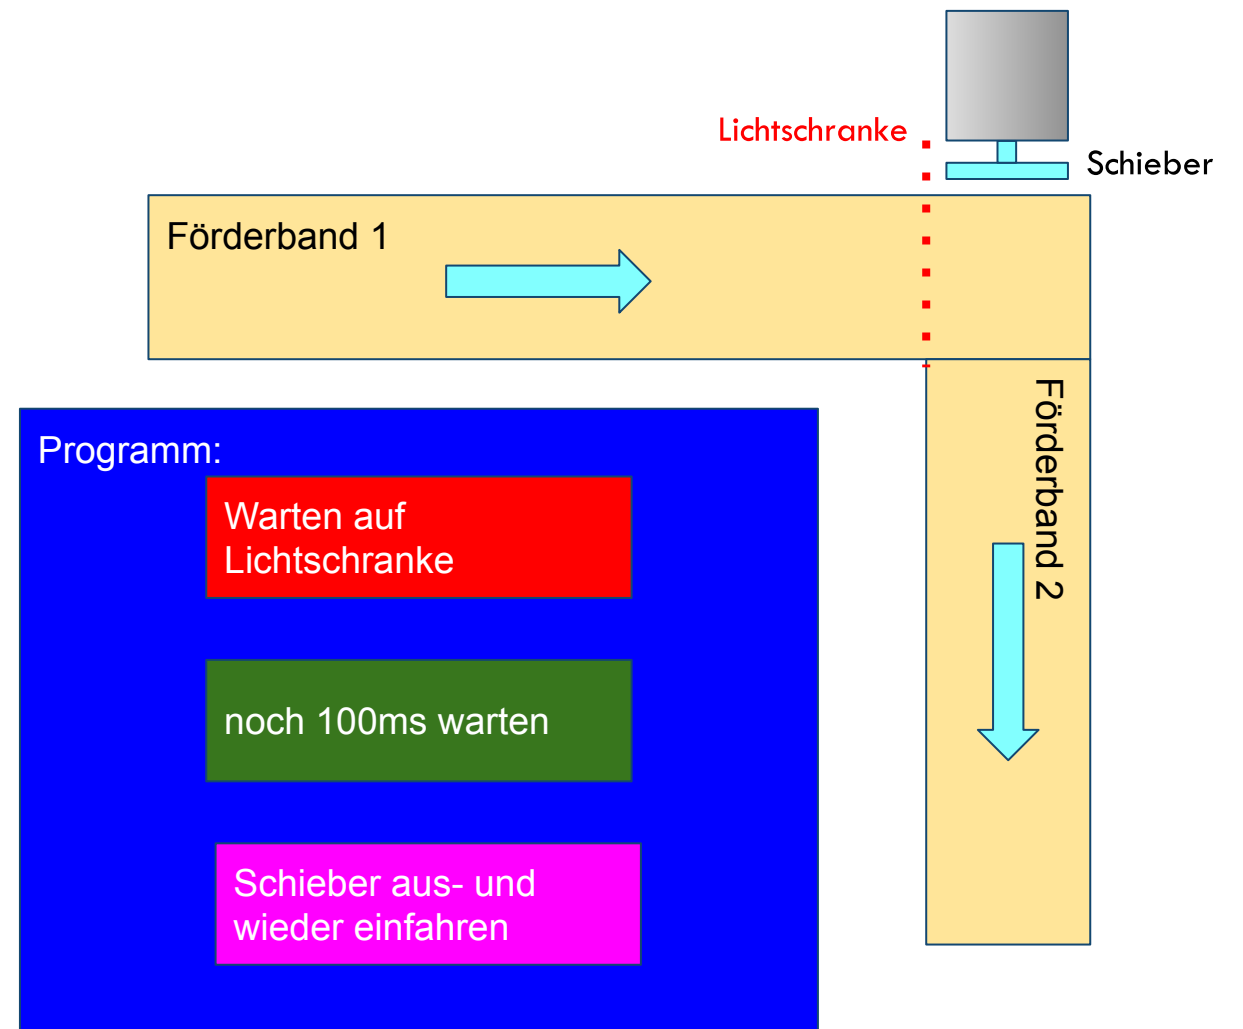 Lichtschranke
Schieber
Förderband 1
Förderband 2
Programm:
Warten auf
Lichtschranke
noch 100ms warten
Schieber aus- und
wieder einfahren